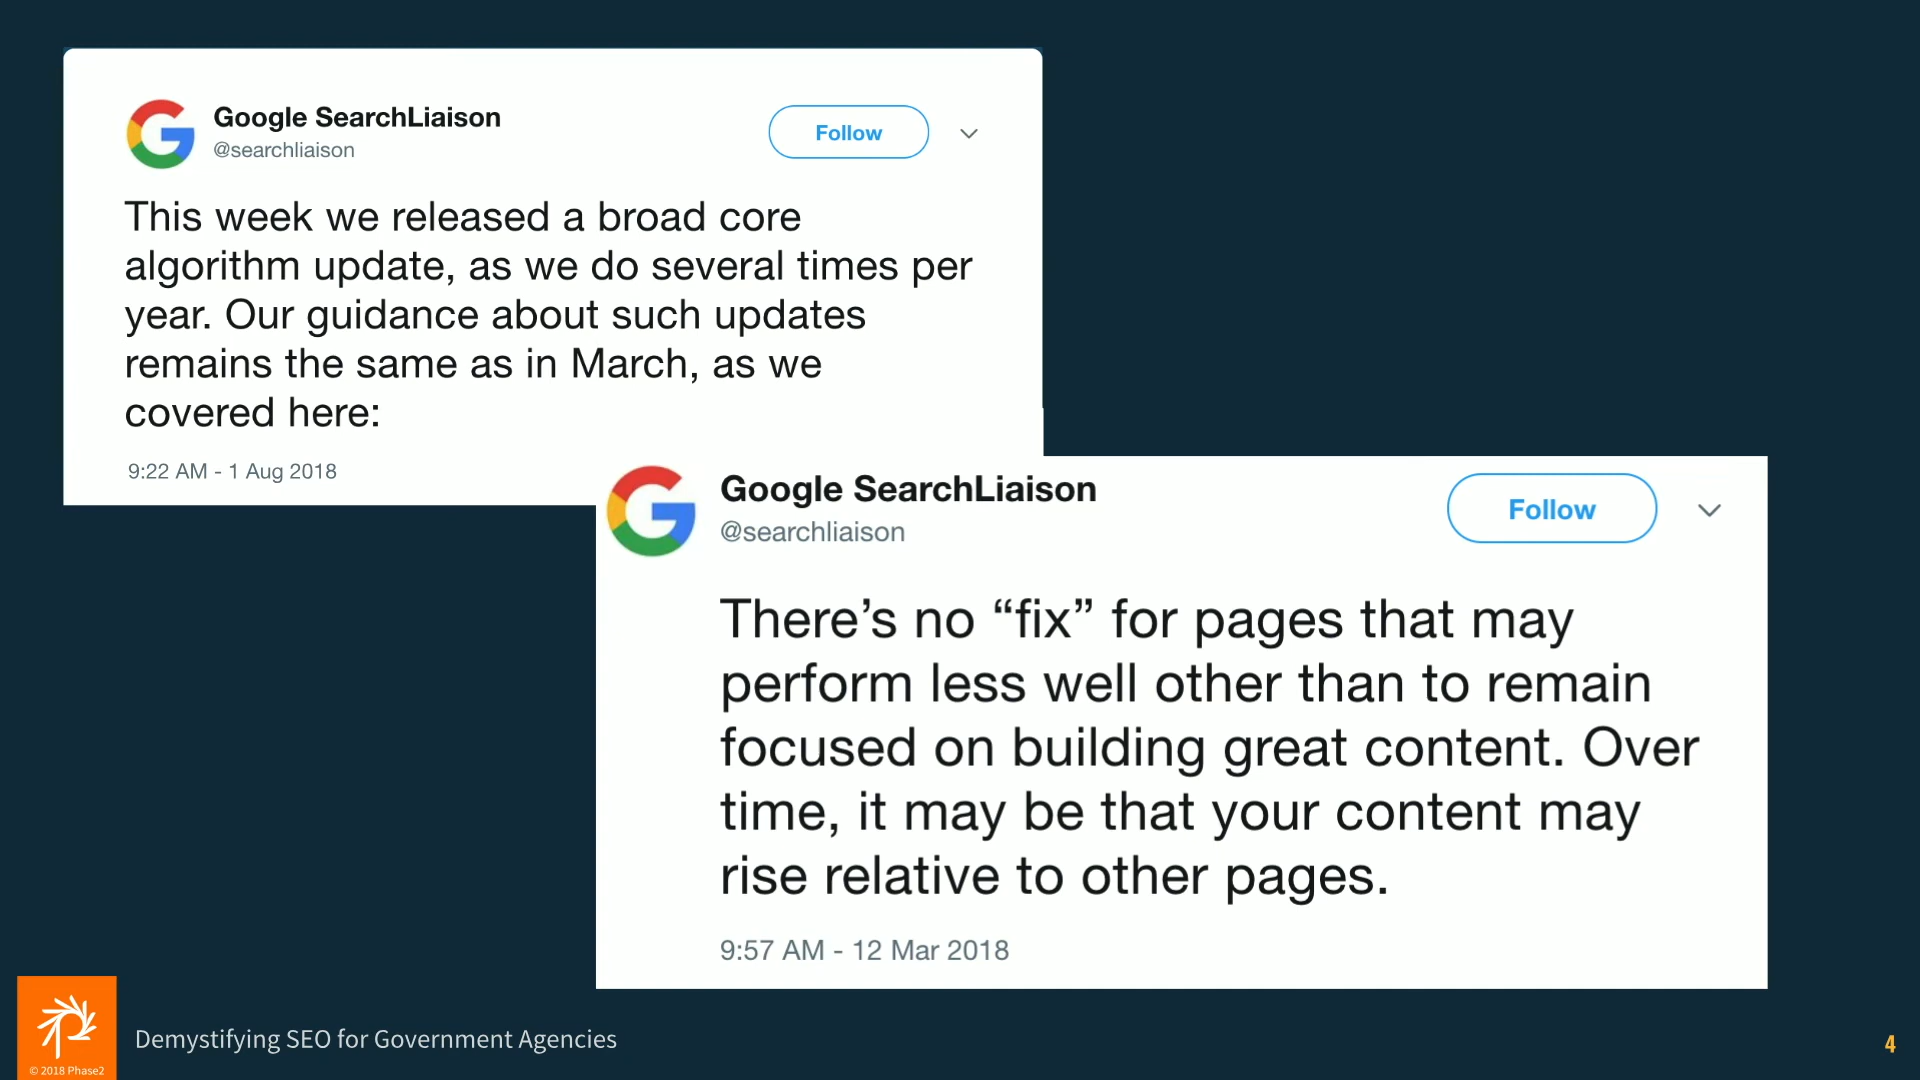 Google SearchLiaison
@searchliaison
Follow
This week we released a broad core
algorithm update, as we do several times per
year. Our guidance about such updates
remains the same as in March, as we
covered here:
9:22 AM - 1 Aug 2018
Google SearchLiaison
@searchliaison
Follow
There’s no “fix” for pages that may
perform less well other than to remain
focused on building great content. Over
time, it may be that your content may
rise relative to other pages.
9:57 AM - 12 Mar 2018
© 2018 Phase2
Demystifying SEO for Government Agencies
4